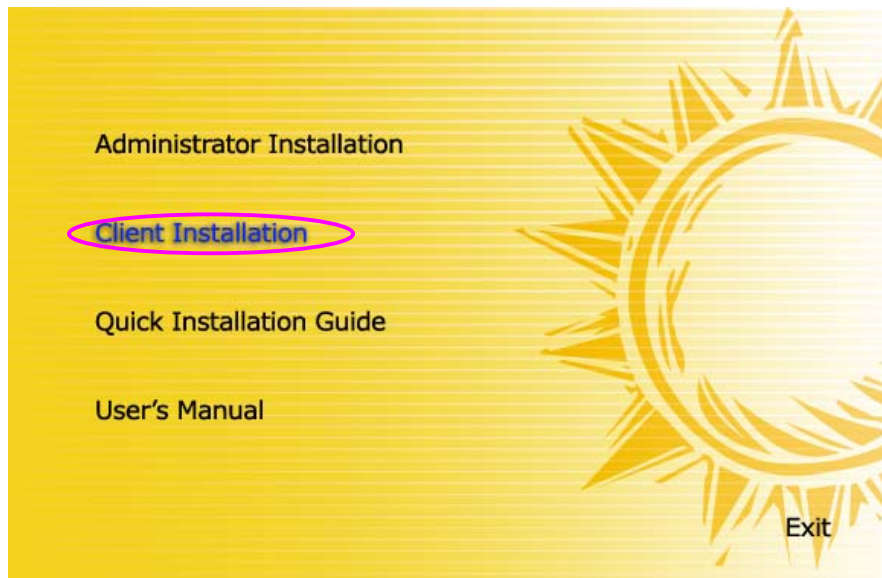 Administrator Installation
Client Installation
Quick Installation Guide
User’s Manual
Exit